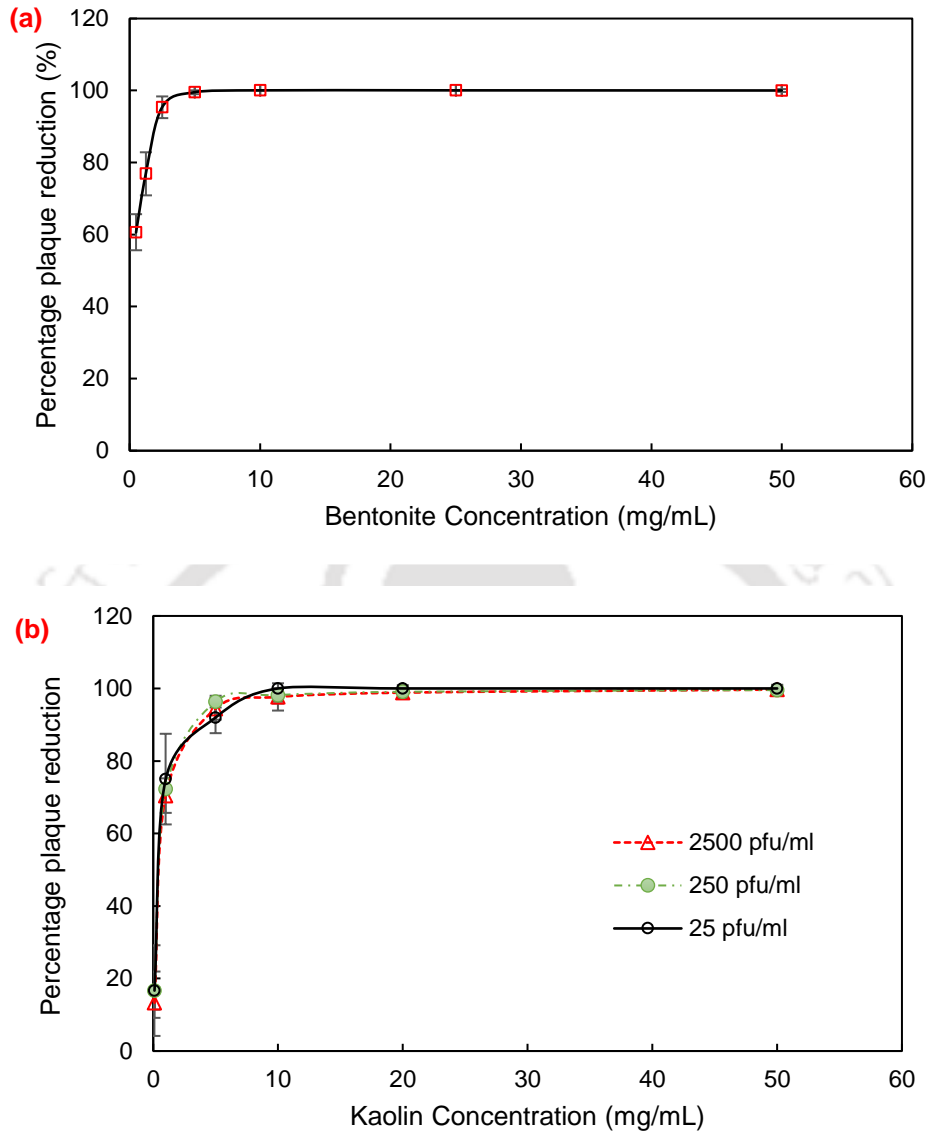 (a)
120
100
80
60
40
20
0
0 10 20 30 40 50 60
Percentage plaque reduction (%)
Bentonite Concentration (mg/mL)
(b)
120
100
80
60
40
20
0
0 10 20 30 40 50 60
Percentage plaque reduction
Kaolin Concentration (mg/mL)
2500 pfu/ml
250 pfu/ml
25 pfu/ml